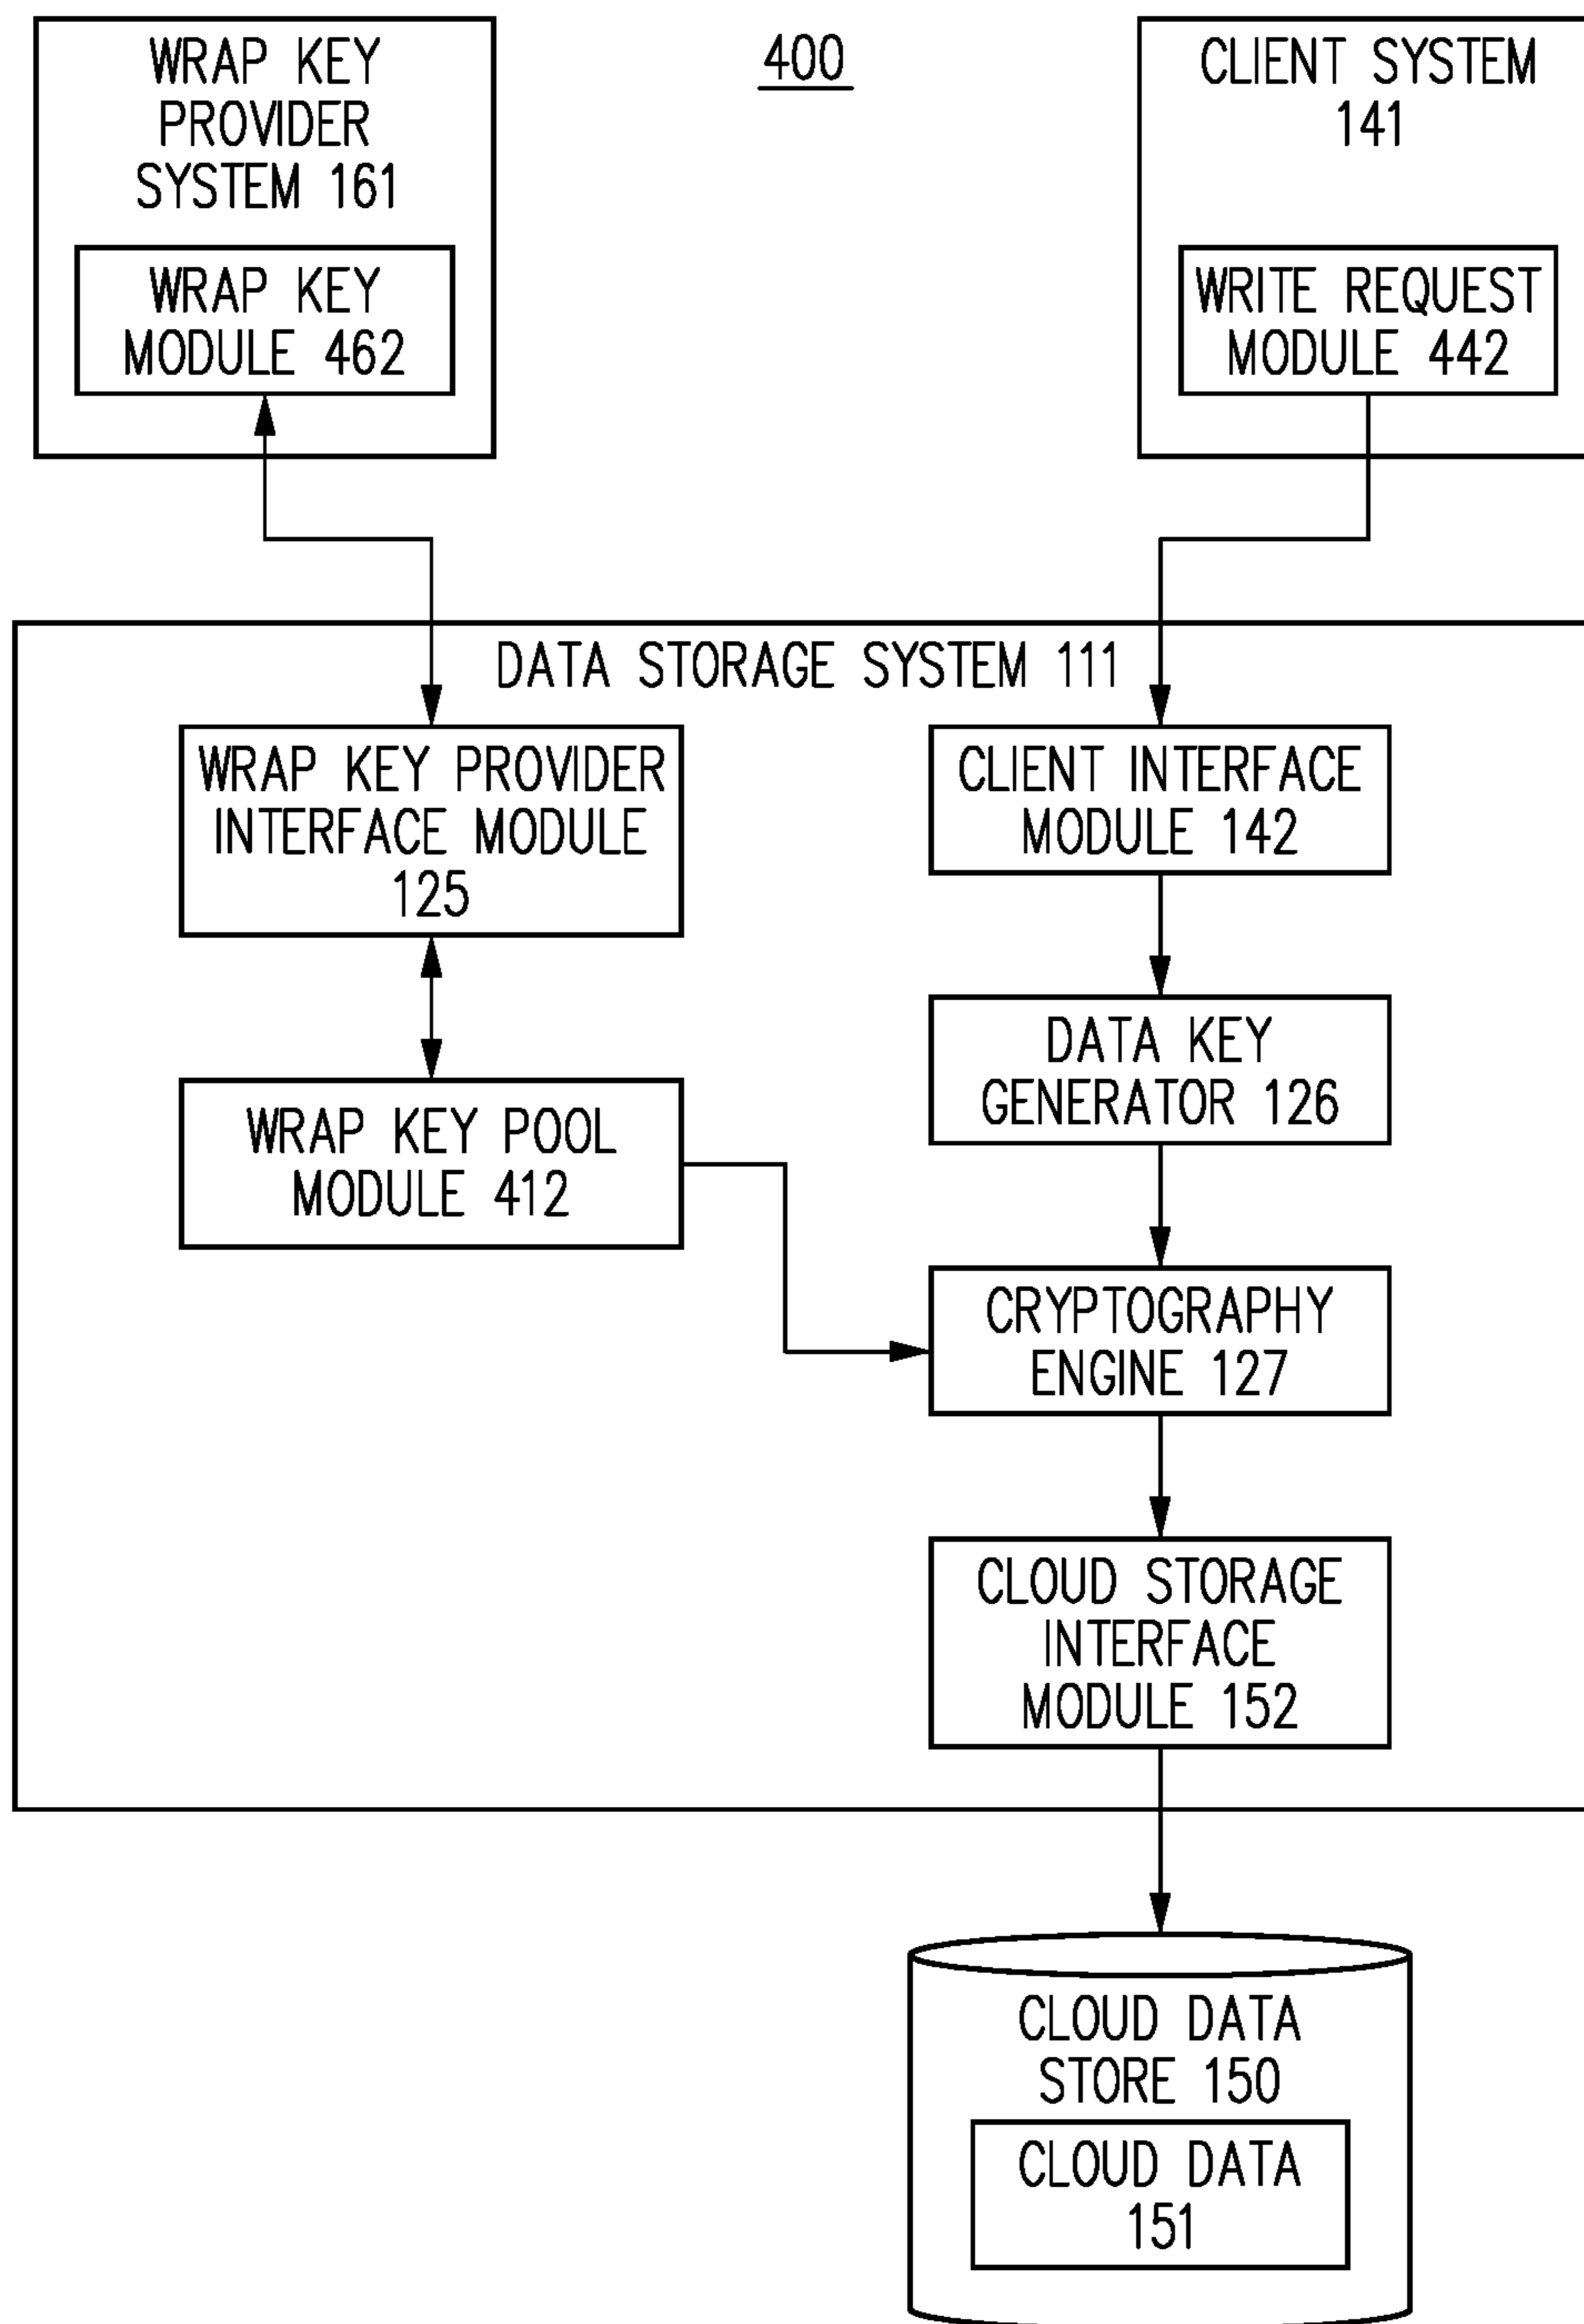 WRAP KEY
PROVIDER
SYSTEM 161
WRAP KEY
MODULE 462
400
CLIENT SYSTEM
141
WRITE REQUEST
MODULE 442
DATA STORAGE SYSTEM 111
WRAP KEY PROVIDER
INTERFACE MODULE
125
WRAP KEY POOL
MODULE 412
CLIENT INTERFACE
MODULE 142
DATA KEY
GENERATOR 126
CRYPTOGRAPHY
ENGINE 127
CLOUD STORAGE
INTERFACE
MODULE 152
CLOUD DATA
STORE 150
CLOUD DATA
151